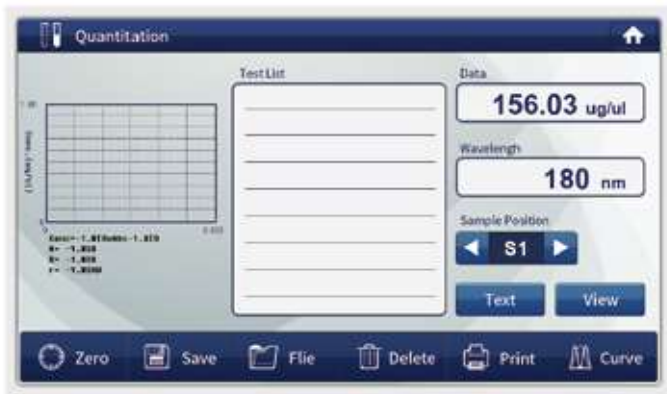 Quantitation
Test List
Data
156.03 ug/ul
Wavelengh
180 nm
Sample Position
S1
Text
View
Zero
Save
Flie
Delete
Print
Curve